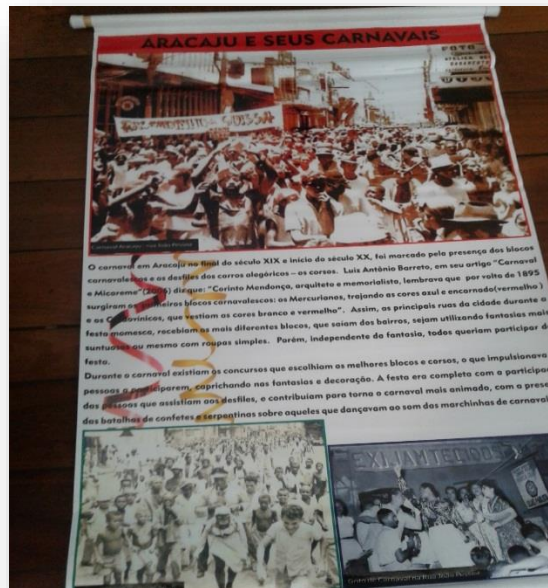 ARACAJU E SEUS CARNAVAIS
FOTO
O carnaval em Aracaju no final do século XIX e início do século XX, foi marcado pela presença dos blocos
carnavalescos e os desfiles dos carros alegóricos – os corsos. Luis Antônio Barreto, em seu artigo "Carnaval
e Micareme" diz que: "Corinto Mendonça, arquiteto e memorialista, lembrava que por volta de 1895
surgiram os primeiros blocos carnavalescos: os Mercurianos, trajando as cores azul e encarnado(vermelho)
e os que vestiam as cores branco e vermelho". Assim, as principais ruas da cidade durante a
festa momesca, recebiam os mais diferentes blocos, que saiam dos bairros, sejam utilizando fantasias mais
suntuosas ou mesmo com roupas simples. Porém, independente da fantasia, todos queriam participar d
festa.
Durante o carnaval existiam os concursos que escolhiam os melhores blocos e corsos, o que impulsionava
pessoas a participarem, caprichando nas fantasias e decoração. A festa era completa com a participa
das pessoas que assistiam aos desfiles, e contribuíam para torna o carnaval mais animado, com a prese
das batalhas de confetes e serpentinas sobre aqueles que dançavam ao som das marchinhas de carnaval